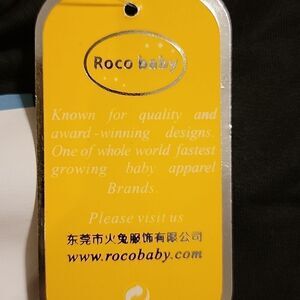 Roco baby
Known for quality and
award-winning designs.
One of whole world fastest
growing baby apparel
Brands.
Please visit us
东莞市火兔服饰有限公司
www.rocobaby.com